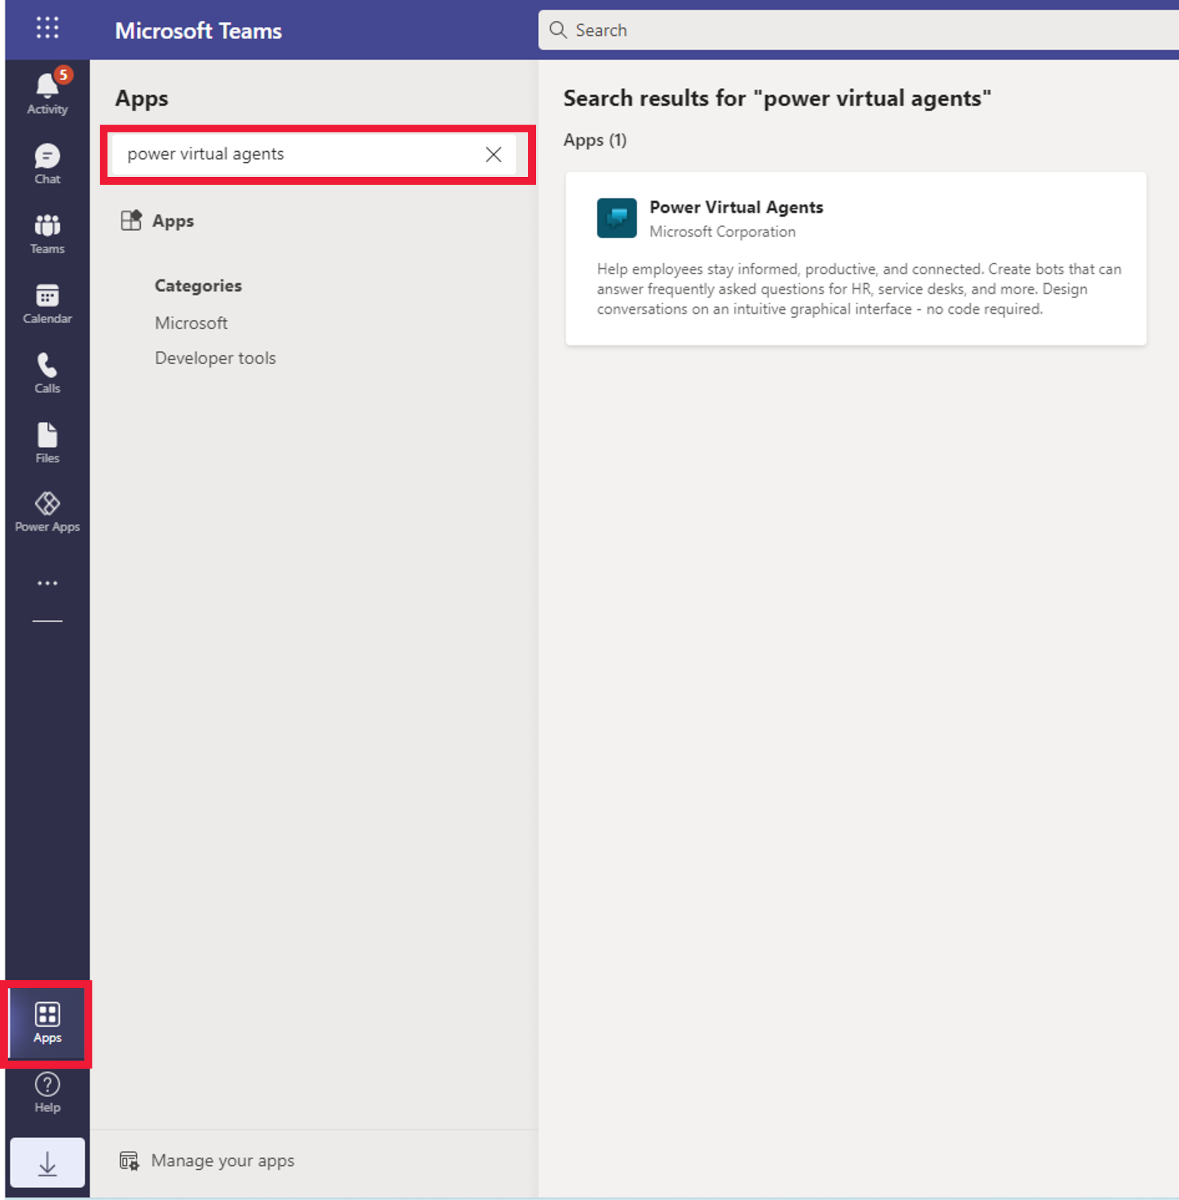 Microsoft Teams
Search
5
Activity
Chat
Teams
Calendar
Calls
Files
Power Apps
...
Apps
Help
Apps
power virtual agents
Apps
Categories
Microsoft
Developer tools
Manage your apps
Search results for "power virtual agents"
Apps (1)
Power Virtual Agents
Microsoft Corporation
Help employees stay informed, productive, and connected. Create bots that can
answer frequently asked questions for HR, service desks, and more. Design
conversations on an intuitive graphical interface - no code required.